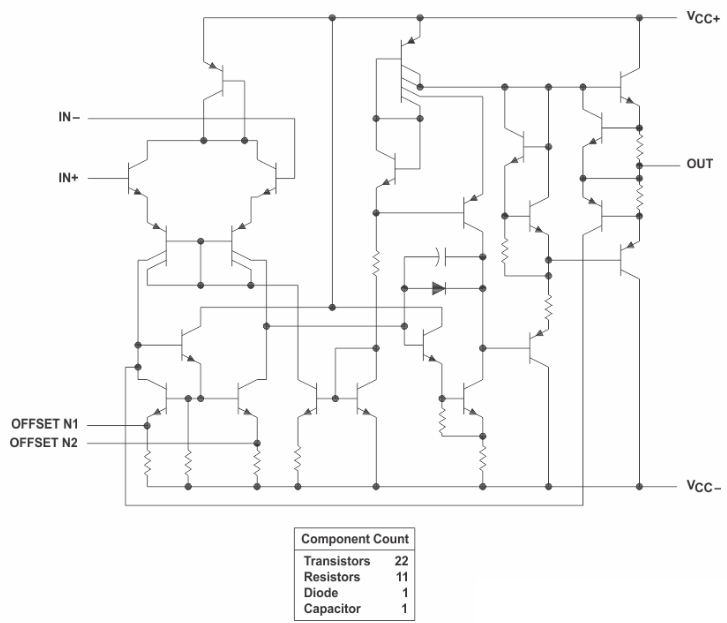 VCC+
IN−
IN+
OUT
OFFSET N1
OFFSET N2
VCC−
Component Count
Transistors 22
Resistors 11
Diode 1
Capacitor 1